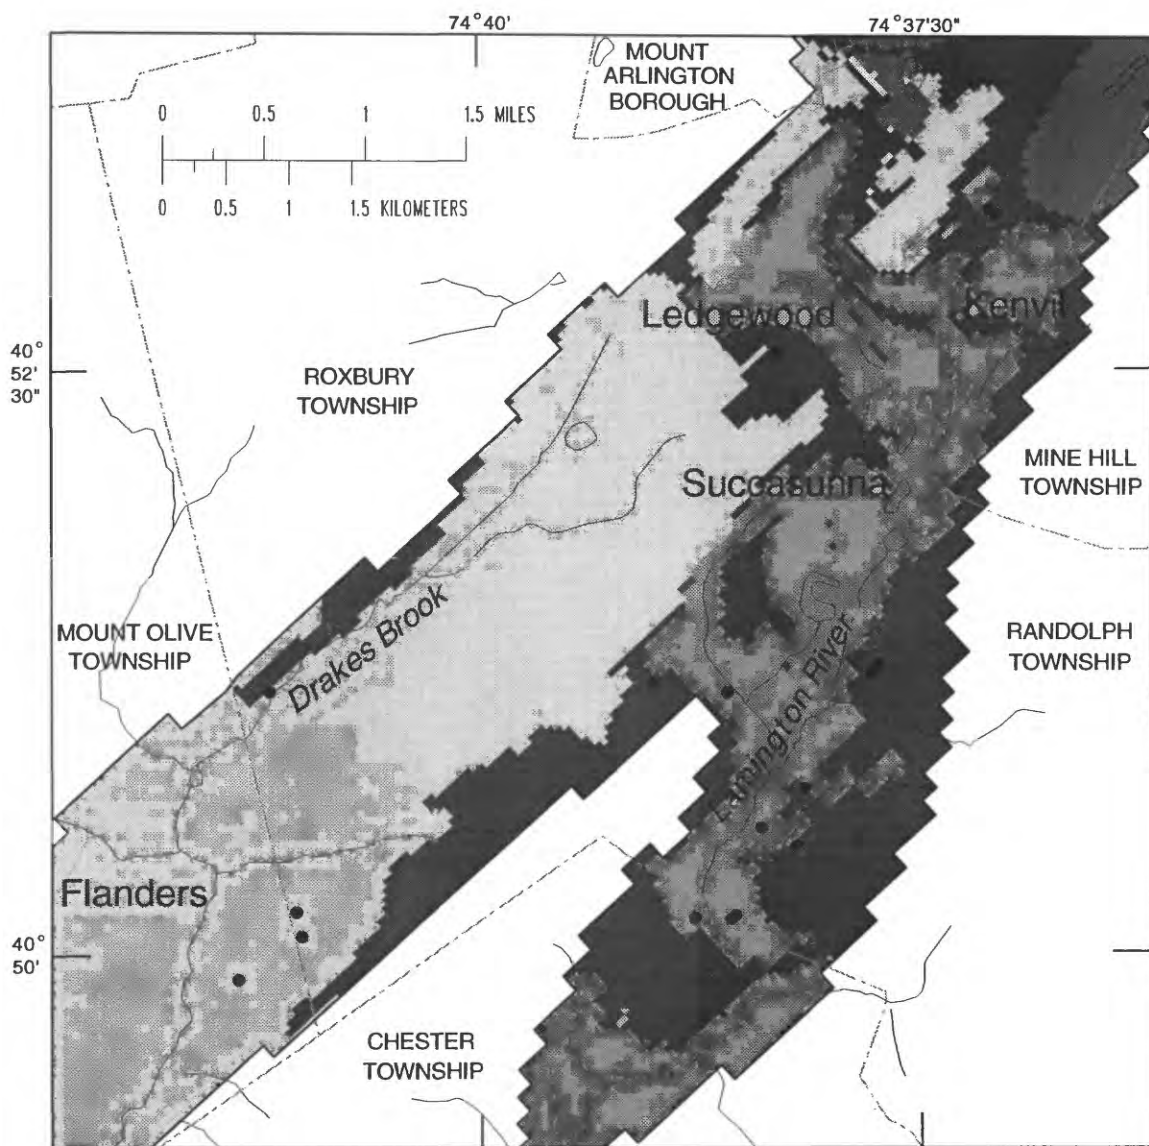 74°40'
74°37'30"
MOUNT
ARLINGTON
BOROUGH
0 0.5 1 1.5 MILES
0 0.5 1 1.5 KILOMETERS
Ledgewood
Kenvil
40°
52'
30"
ROXBURY
TOWNSHIP
MINE HILL
TOWNSHIP
Succasunna
MOUNT OLIVE
TOWNSHIP
Drakes Brook
RANDOLPH
TOWNSHIP
Lamington River
Flanders
40°
50'
CHESTER
TOWNSHIP